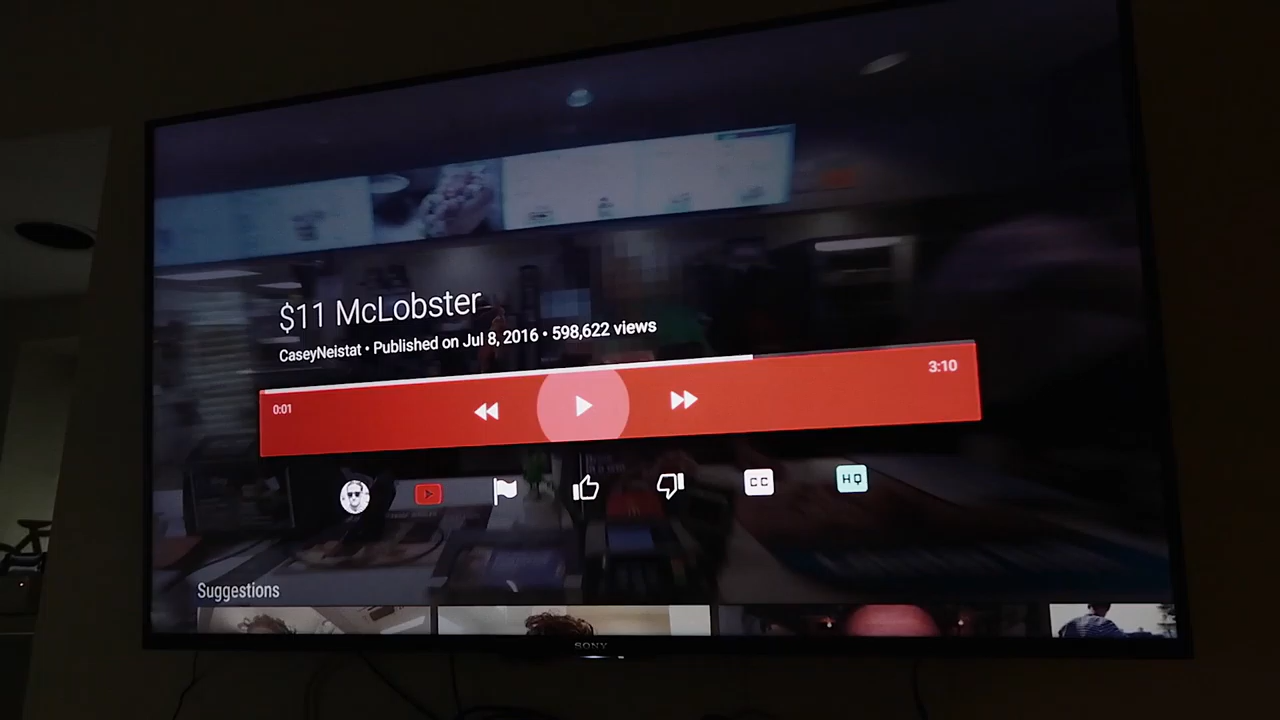 $11 McLobster
CaseyNeistat • Published on Jul 8, 2016 • 598,622 views
0:01
3:10
CC
HQ
Suggestions
SONY